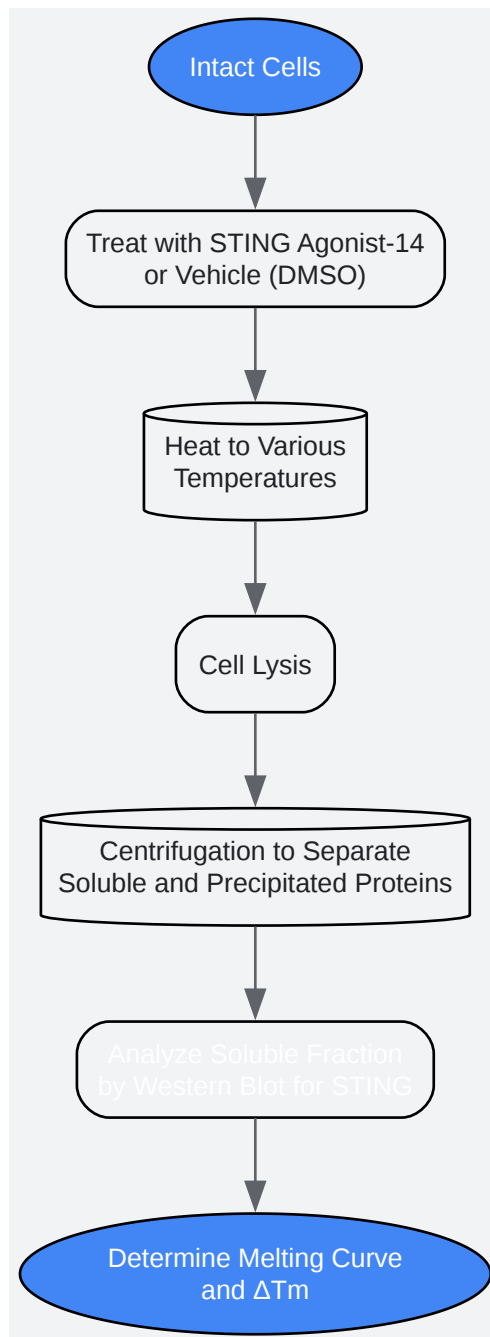 Intact Cells
Treat with STING Agonist-14
or Vehicle (DMSO)
Heat to Various
Temperatures
Cell Lysis
Centrifugation to Separate
Soluble and Precipitated Proteins
Analyze Soluble Fraction
by Western Blot for STING
Determine Melting Curve
and ΔTm